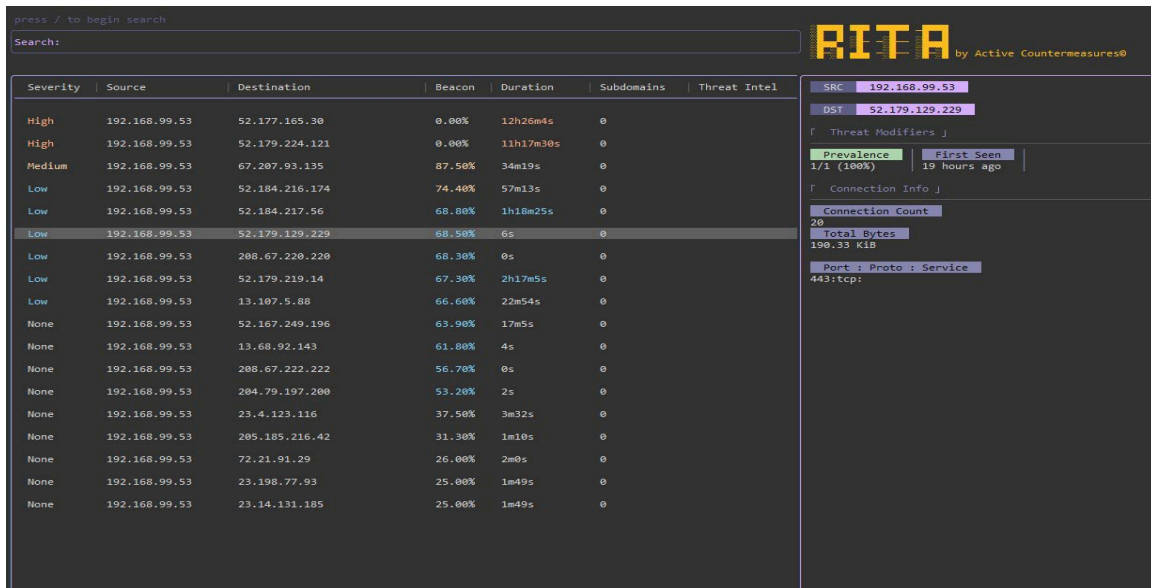 press / to begin search
Search:
RITA by Active Countermeasures©
Severity Source Destination Beacon Duration Subdomains Threat Intel
High 192.168.99.53 52.177.165.30 0.00% 12h26m4s 0
High 192.168.99.53 52.179.224.121 0.00% 11h17m30s 0
Medium 192.168.99.53 67.207.93.135 87.50% 34m19s 0
Low 192.168.99.53 52.184.216.174 74.40% 57m13s 0
Low 192.168.99.53 52.184.217.56 68.80% 1h18m25s 0
Low 192.168.99.53 52.179.129.229 68.50% 6s 0
Low 192.168.99.53 208.67.220.220 68.30% 0s 0
Low 192.168.99.53 52.179.219.14 67.30% 2h17m5s 0
Low 192.168.99.53 13.107.5.88 66.60% 22m54s 0
None 192.168.99.53 52.167.249.196 63.90% 17m5s 0
None 192.168.99.53 13.68.92.143 61.80% 4s 0
None 192.168.99.53 208.67.222.222 56.70% 0s 0
None 192.168.99.53 204.79.197.200 53.20% 2s 0
None 192.168.99.53 23.4.123.116 37.50% 3m32s 0
None 192.168.99.53 205.185.216.42 31.30% 1m10s 0
None 192.168.99.53 72.21.91.29 26.00% 2m0s 0
None 192.168.99.53 23.198.77.93 25.00% 1m49s 0
None 192.168.99.53 23.14.131.185 25.00% 1m49s 0
SRC 192.168.99.53
DST 52.179.129.229
「 Threat Modifiers 」
Prevalence First Seen
1/1 (100%) 19 hours ago
「 Connection Info 」
Connection Count
20
Total Bytes
190.33 KiB
Port : Proto : Service
443:tcp: